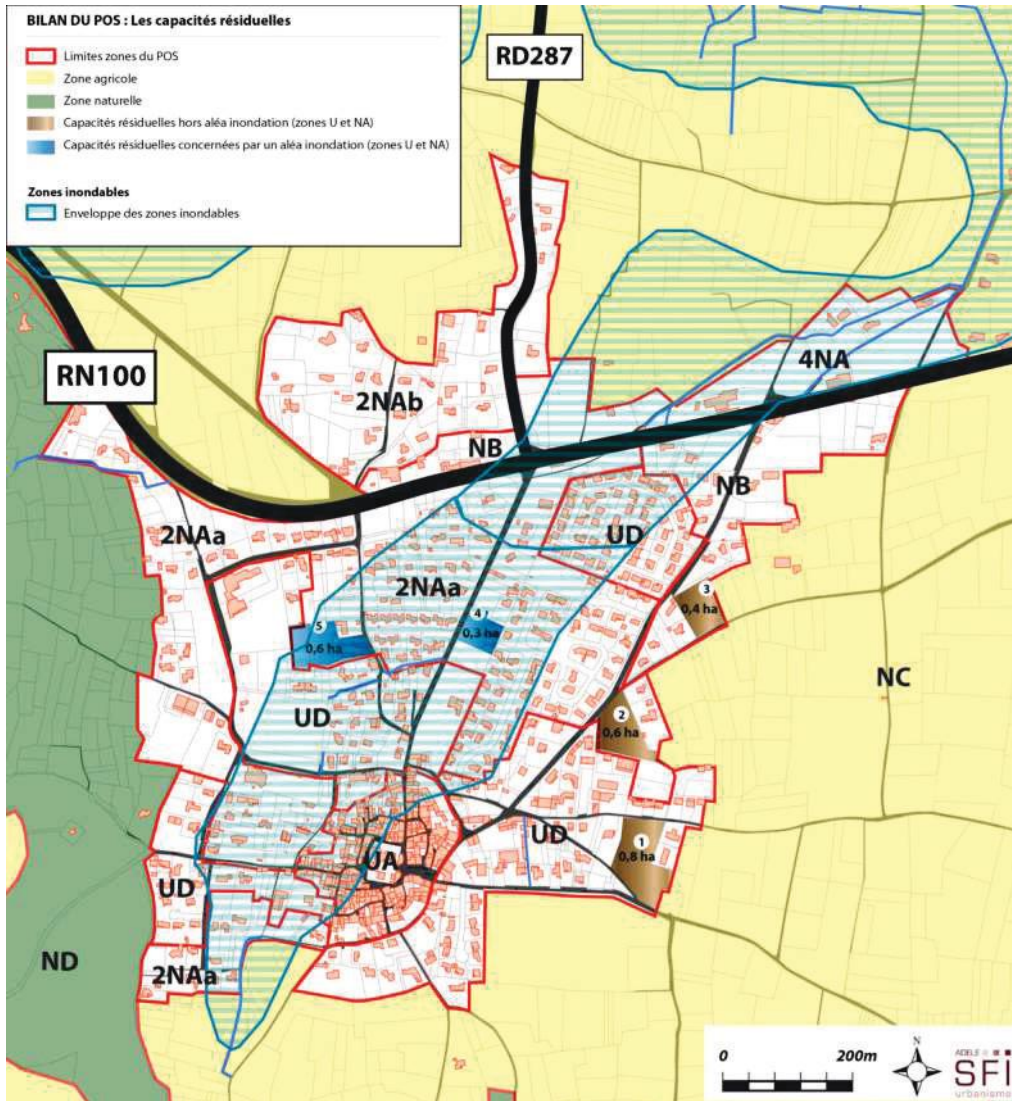 BILAN DU POS : Les capacités résiduelles
Limites zones du POS
Zone agricole
Zone naturelle
Capacités résiduelles hors aléa inondation (zones U et NA)
Capacités résiduelles concernées par un aléa inondation (zones U et NA)
Zones inondables
Enveloppe des zones inondables
RD287
RN100
4NA
2NAb
NB
NB
2NAa
UD
2NAa
3
0,4 ha
4
0,3 ha
5
0,6 ha
NC
UD
2
0,6 ha
UD
1
0,8 ha
UA
UD
ND
2NAa
0 200m
N
ADELE
SFI
urbanisme